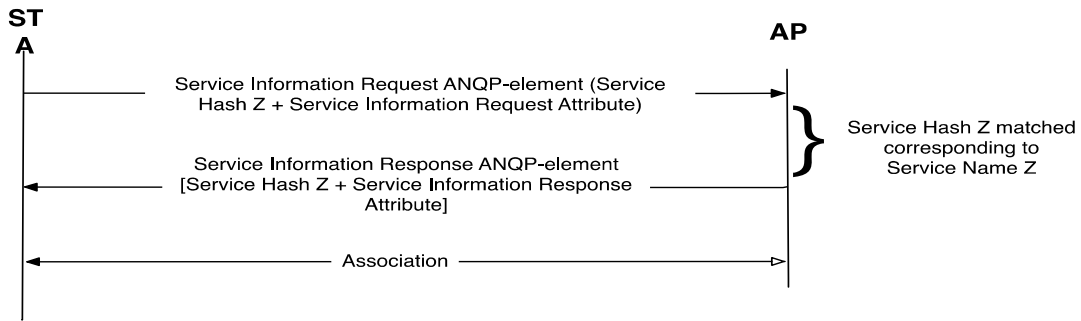 ST
A
AP
Service Information Request ANQP-element (Service
Hash Z + Service Information Request Attribute)
Service Hash Z matched
corresponding to
Service Name Z
Service Information Response ANQP-element
[Service Hash Z + Service Information Response
Attribute]
Association